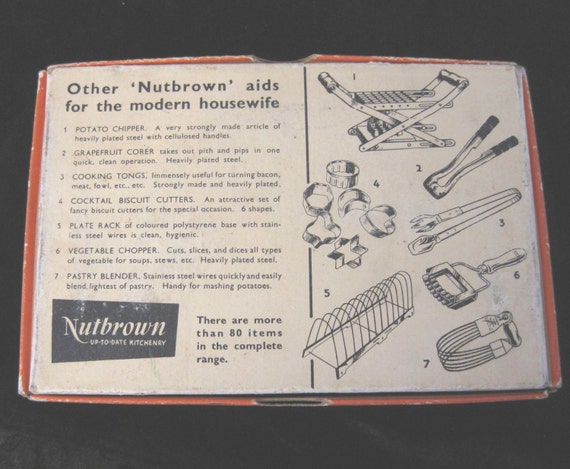 Other 'Nutbrown' aids
for the modern housewife
1 POTATO CHIPPER. A very strongly made article of
heavily plated steel with cellulosed handles.
2 GRAPEFRUIT CORER takes out pith and pips in one
quick, clean operation. Heavily plated steel.
3 COOKING TONGS, Immensely useful for turning bacon,
meat, fowl, etc., etc. Strongly made and heavily plated.
4 COCKTAIL BISCUIT CUTTERS. An attractive set of
fancy biscuit cutters for the special occasion. 6 shapes.
5 PLATE RACK of coloured polystyrene base with stain-
less steel wires is clean, hygienic.
6 VEGETABLE CHOPPER. Cuts, slices, and dices all types
of vegetable for soups, stews, etc. Heavily plated steel.
7 PASTRY BLENDER. Stainless steel wires quickly and easily
blend, lightest of pastry. Handy for mashing potatoes.
Nutbrown
UP-TO-DATE KITCHENRY
There are more
than 80 items
in the complete
range.
1
2
4
3
5
6
7